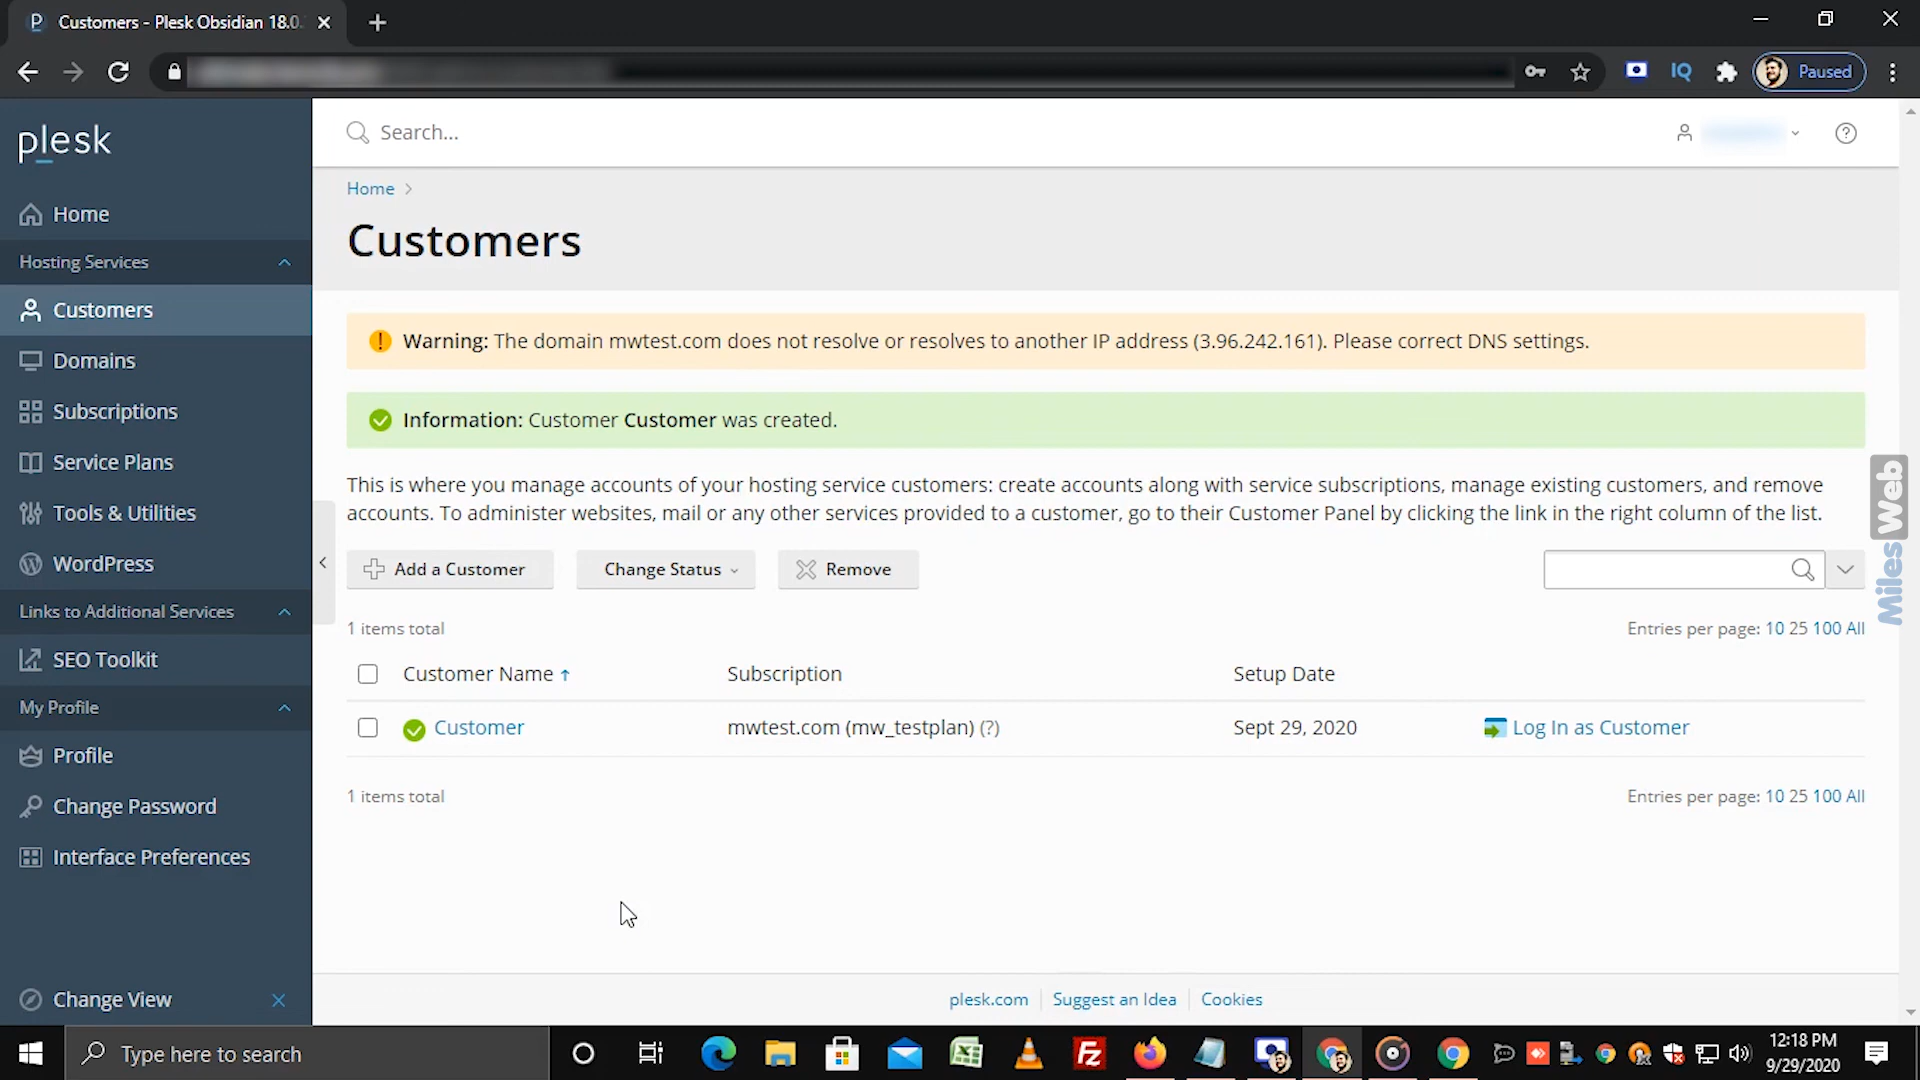 Customers - Plesk Obsidian 18.0.
Paused
plesk
Search...
Home
Home
Customers
Hosting Services
Customers
Domains
Subscriptions
Service Plans
Tools & Utilities
WordPress
Links to Additional Services
SEO Toolkit
My Profile
Profile
Change Password
Interface Preferences
Change View
Warning: The domain mwtest.com does not resolve or resolves to another IP address (3.96.242.161). Please correct DNS settings.
Information: Customer Customer was created.
This is where you manage accounts of your hosting service customers: create accounts along with service subscriptions, manage existing customers, and remove
accounts. To administer websites, mail or any other services provided to a customer, go to their Customer Panel by clicking the link in the right column of the list.
Add a Customer Change Status Remove
1 items total Entries per page: 10 25 100 All
Customer Name Subscription Setup Date
Customer mwtest.com (mw_testplan) (?) Sept 29, 2020 Log In as Customer
1 items total Entries per page: 10 25 100 All
MilesWeb
plesk.com Suggest an Idea Cookies
Type here to search
12:18 PM
9/29/2020